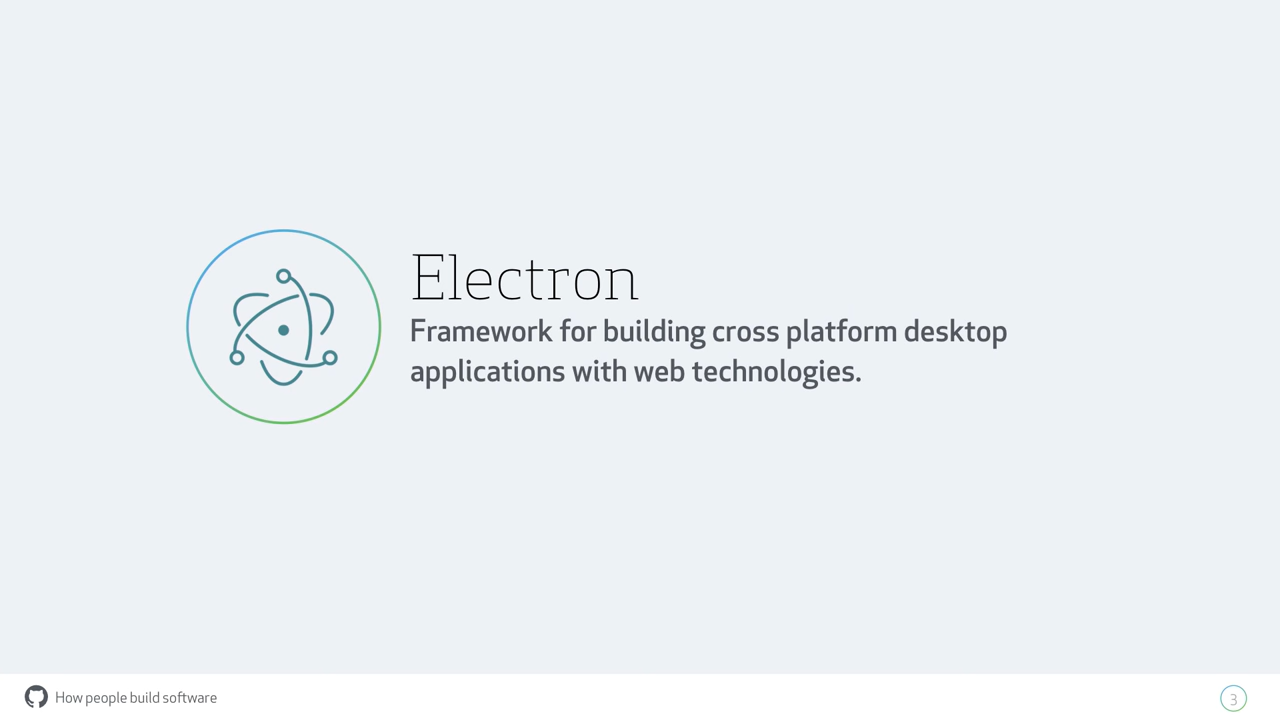 Electron
Framework for building cross platform desktop
applications with web technologies.
How people build software
3